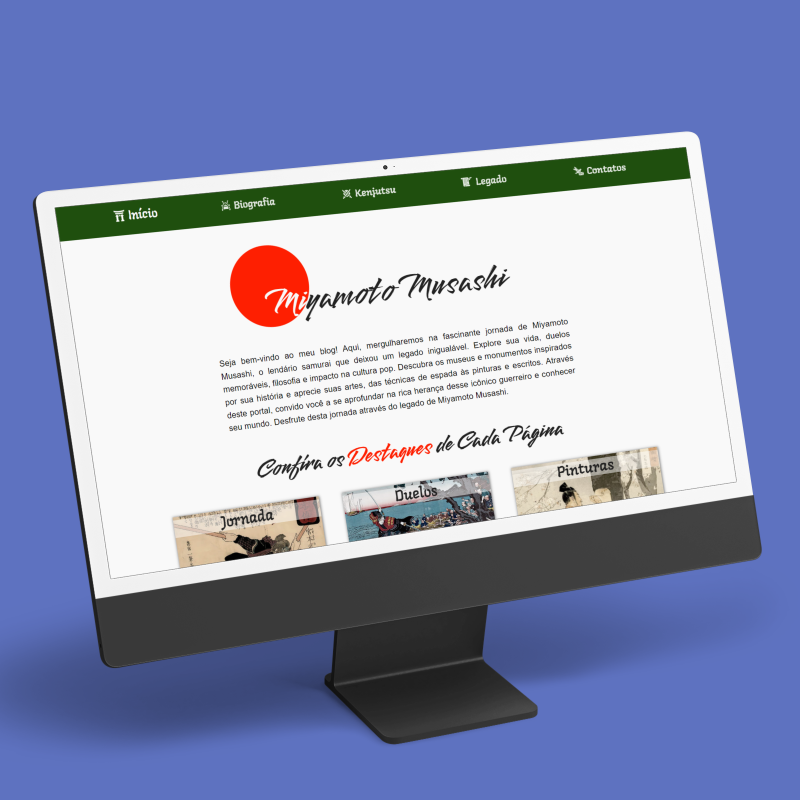 Início Biografia Kenjutsu Legado Contatos
Miyamoto Musashi
Seja bem-vindo ao meu blog! Aqui, mergulharemos na fascinante jornada de Miyamoto
Musashi, o lendário samurai que deixou um legado inigualável. Explore sua vida, duelos
memoráveis, filosofia e impacto na cultura pop. Descubra os museus e monumentos inspirados
por sua história e aprecie suas artes, das técnicas de espada às pinturas e escritos. Através
deste portal, convido você a se aprofundar na rica herança desse icônico guerreiro e conhecer
seu mundo. Desfrute desta jornada através do legado de Miyamoto Musashi.
Confira os Destaques de Cada Página
Jornada Duelos Pinturas